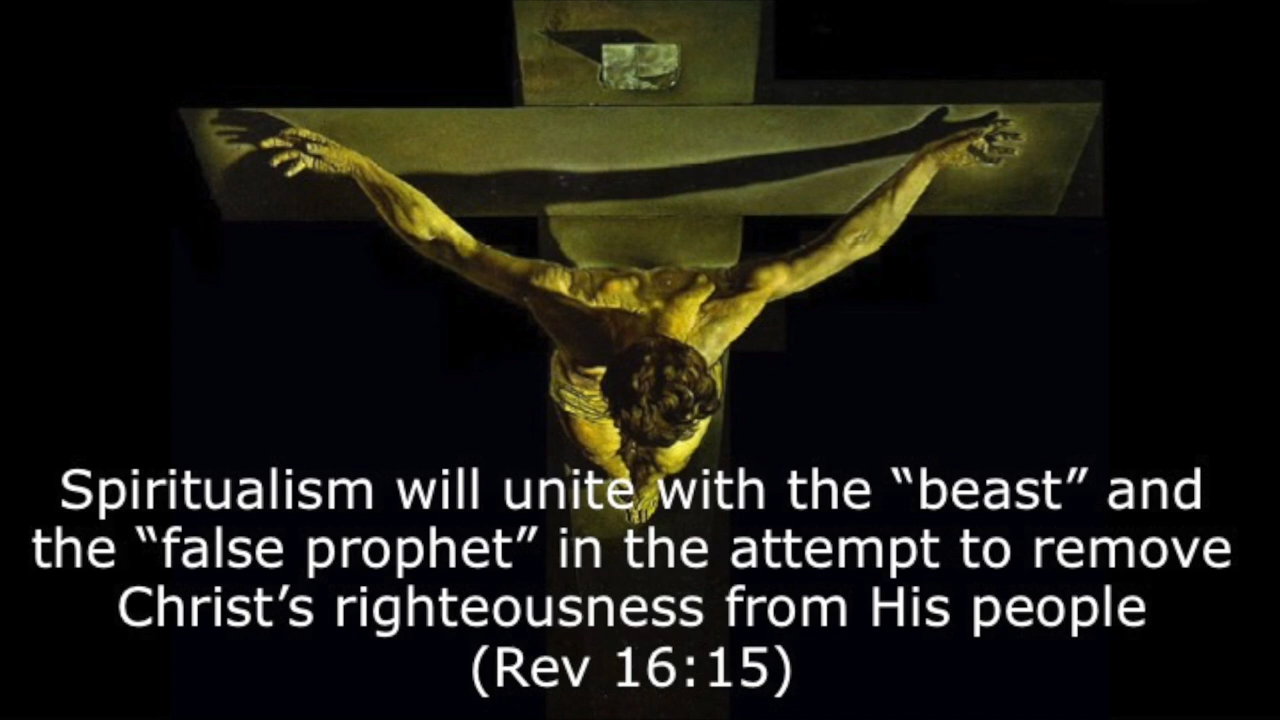 Spiritualism will unite with the “beast” and
the “false prophet” in the attempt to remove
Christ’s righteousness from His people
(Rev 16:15)